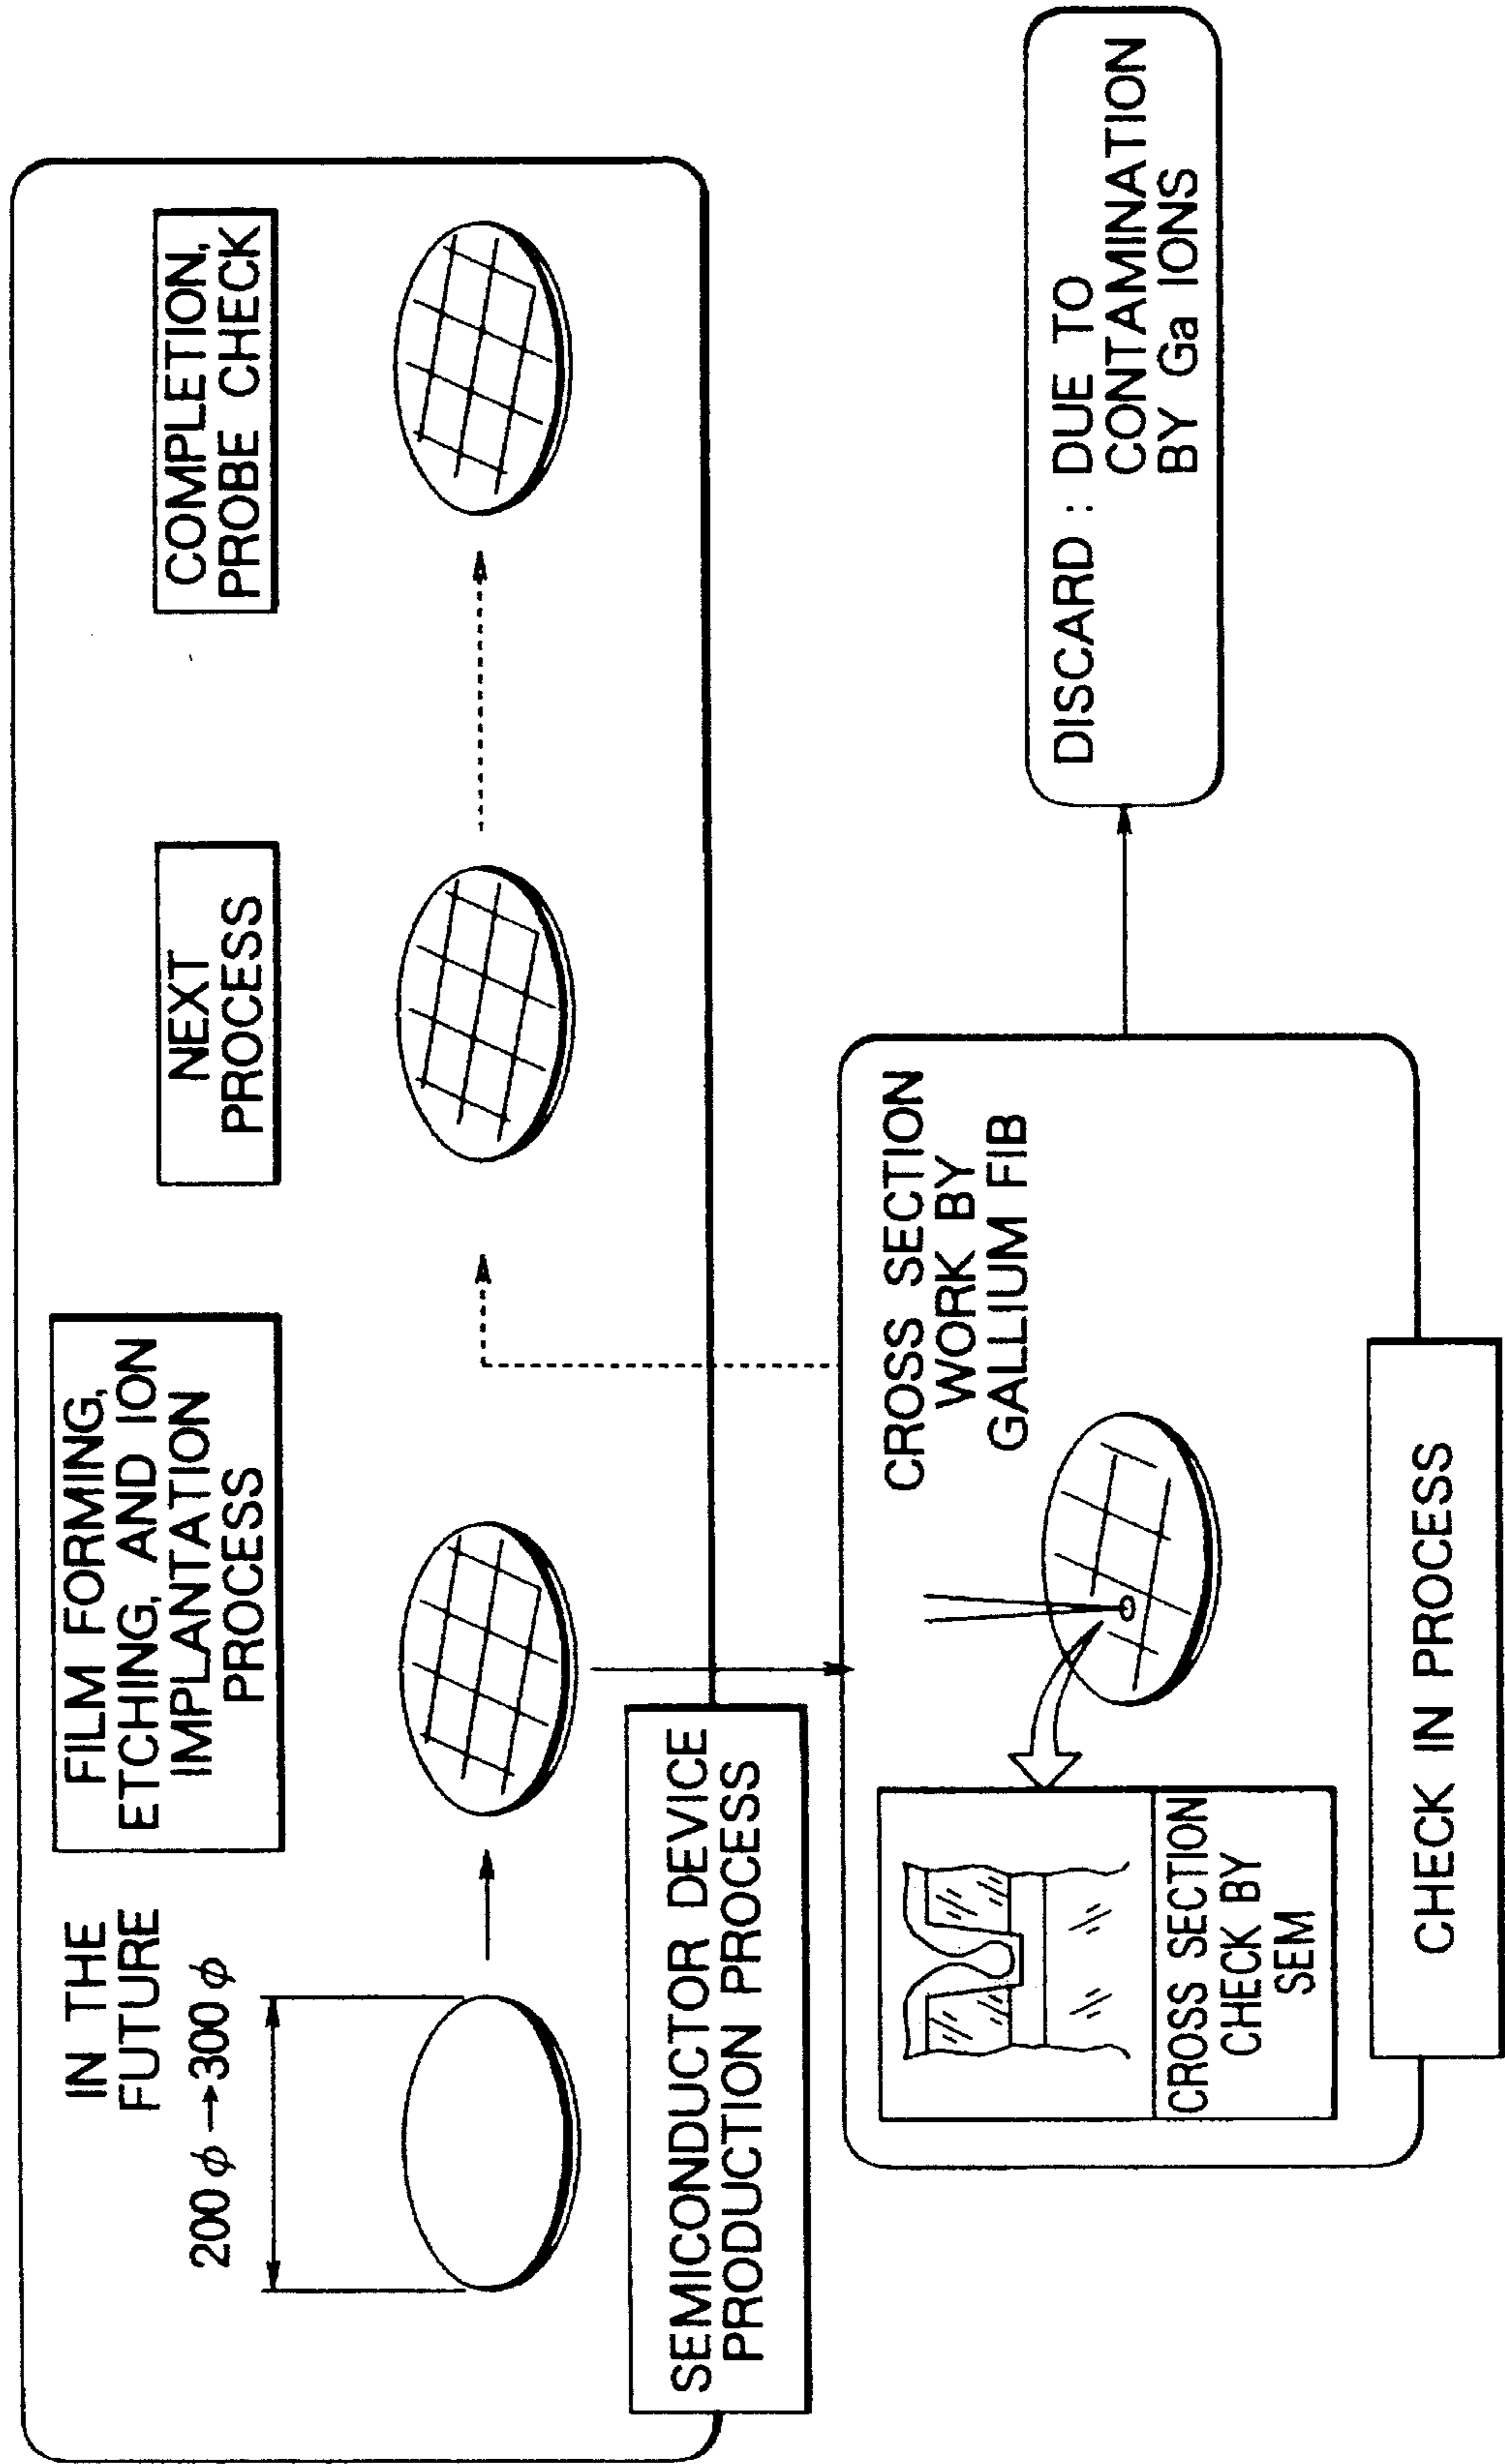 IN THE
FUTURE
200 φ →300 φ
FILM FORMING,
ETCHING, AND ION
IMPLANTATION
PROCESS
NEXT
PROCESS
COMPLETION,
PROBE CHECK
SEMICONDUCTOR DEVICE
PRODUCTION PROCESS
CROSS SECTION
WORK BY
GALLIUM FIB
CROSS SECTION
CHECK BY
SEM
CHECK IN PROCESS
DISCARD : DUE TO
CONTAMINATION
BY Ga IONS